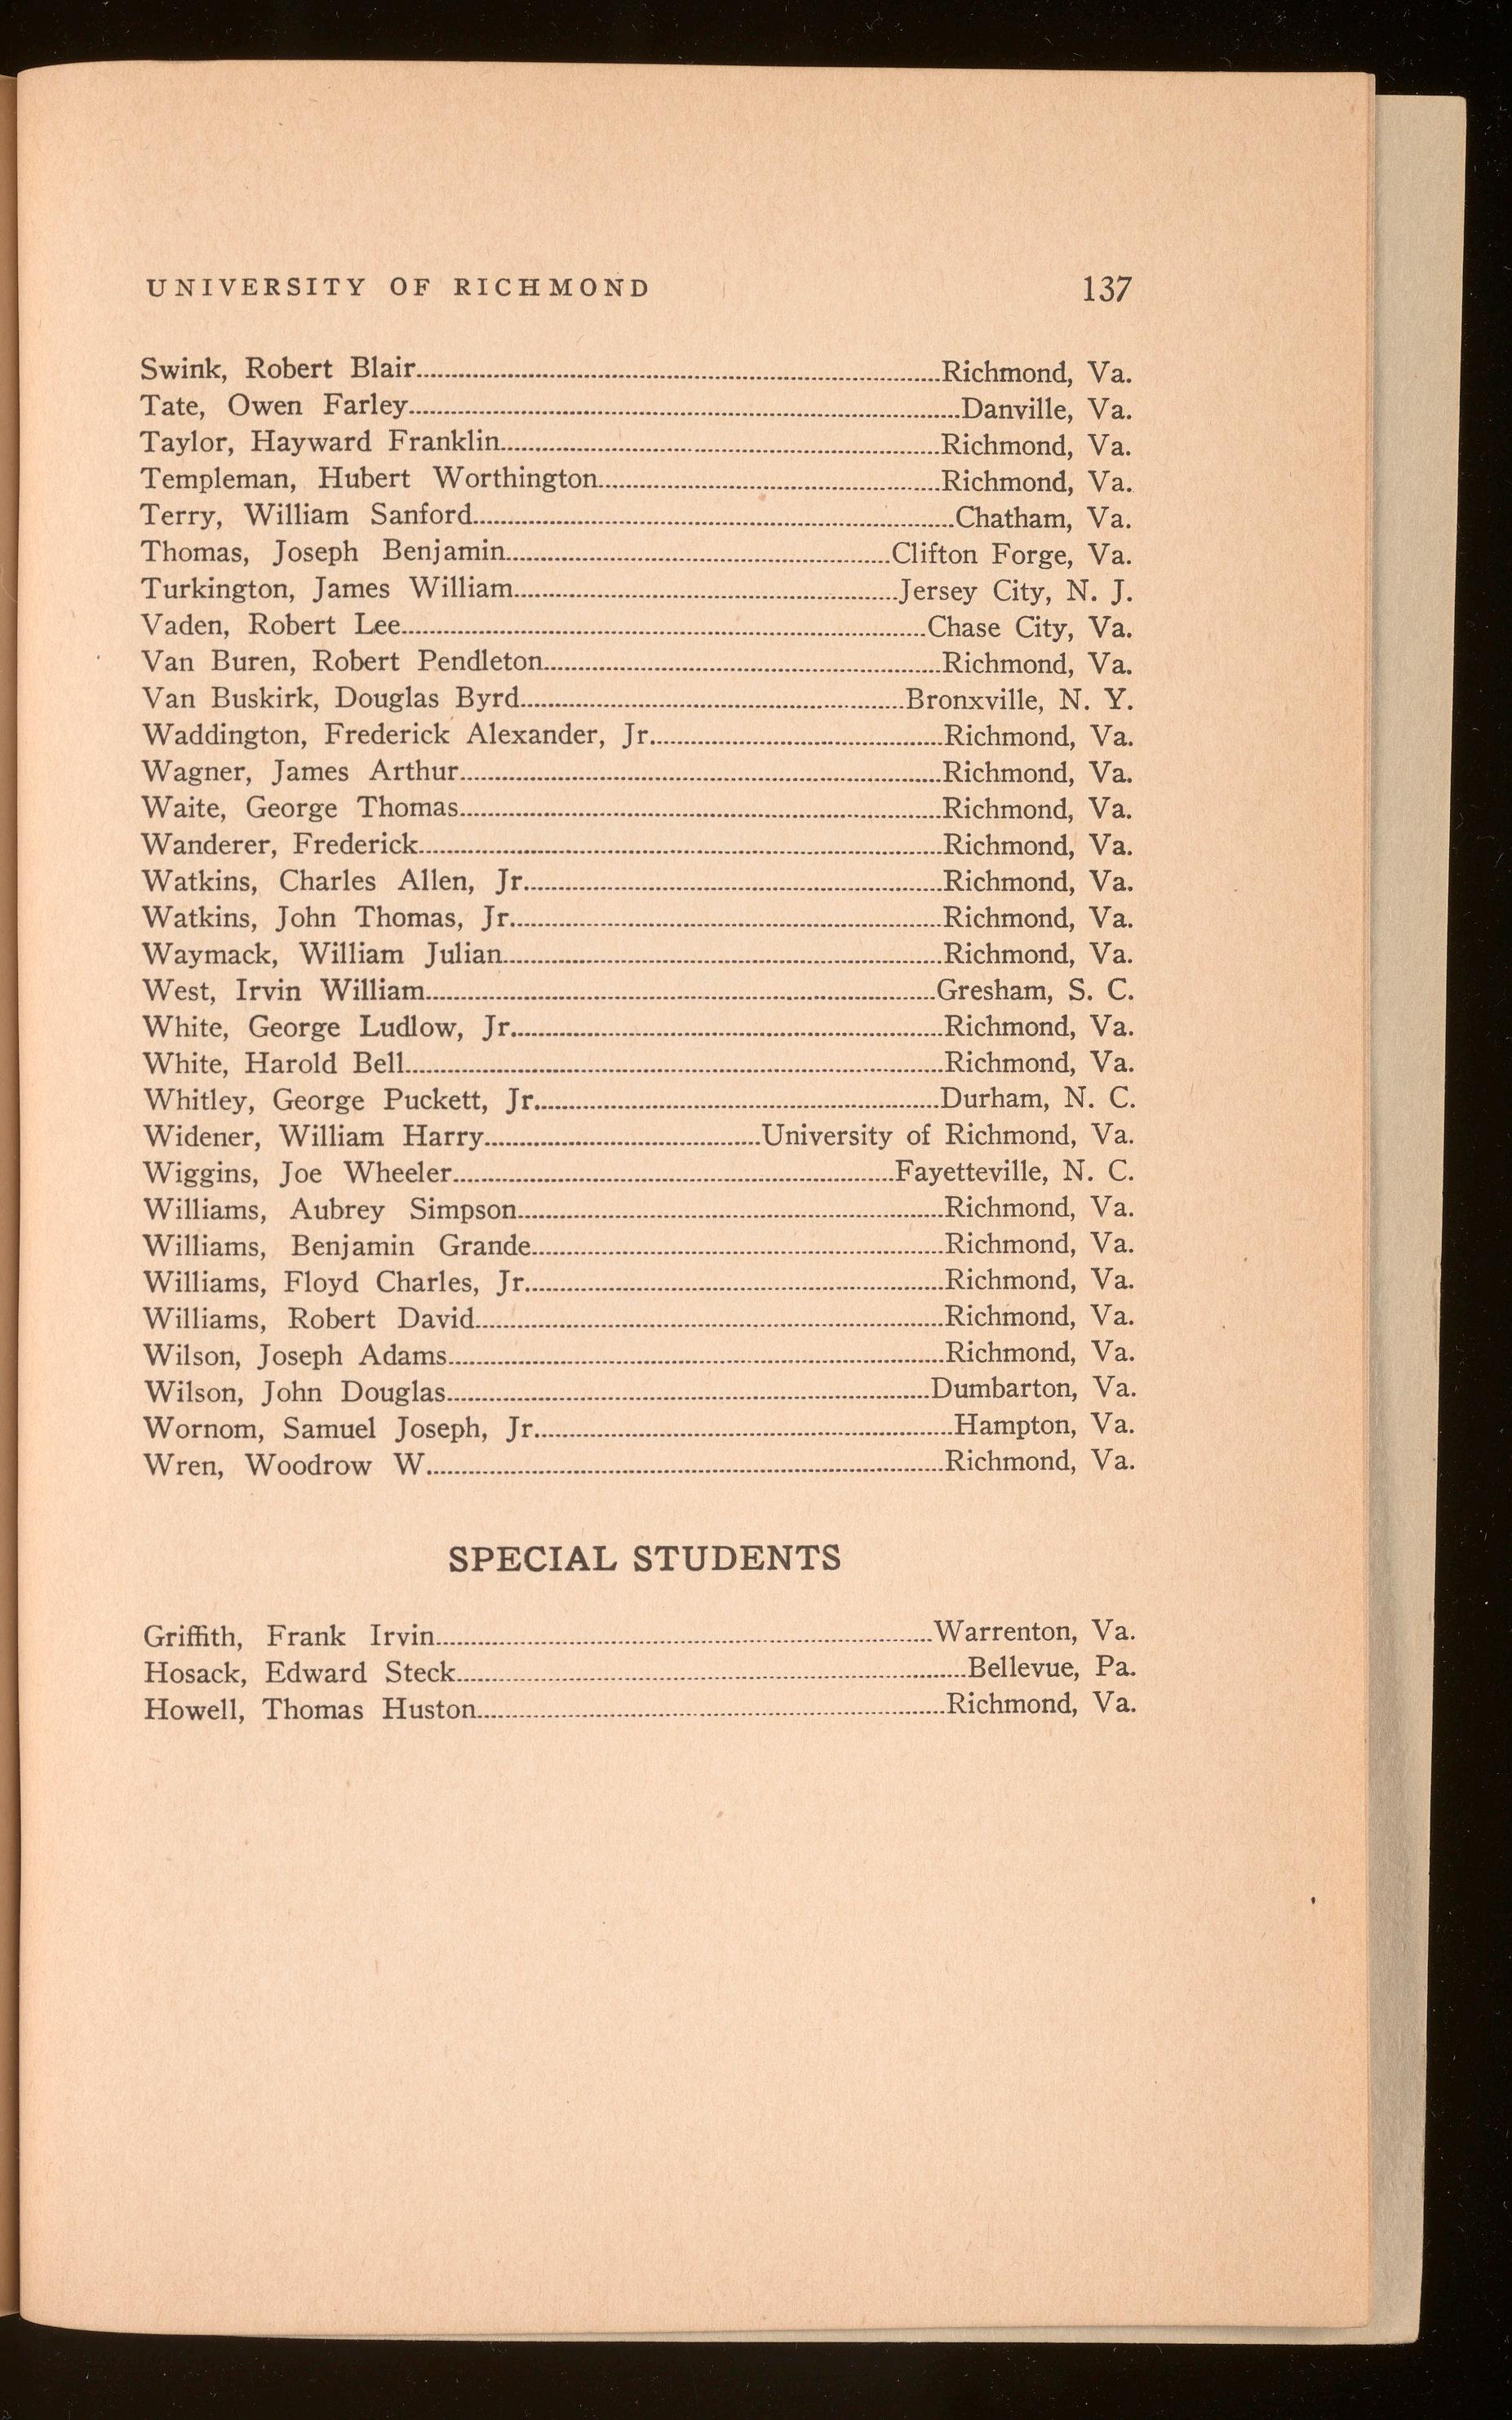 UNIVERSITY OF RICHMOND 137
Swink, Robert Blair Richmond, Va.
Tate, Owen Farley Danville, Va.
Taylor, Hayward Franklin Richmond, Va.
Templeman, Hubert Worthington Richmond, Va.
Terry, William Sanford Chatham, Va.
Thomas, Joseph Benjamin Clifton Forge, Va.
Turkington, James William Jersey City, N. J.
Vaden, Robert Lee Chase City, Va.
Van Buren, Robert Pendleton Richmond, Va.
Van Buskirk, Douglas Byrd Bronxville, N. Y.
Waddington, Frederick Alexander, Jr. Richmond, Va.
Wagner, James Arthur Richmond, Va.
Waite, George Thomas Richmond, Va.
Wanderer, Frederick Richmond, Va.
Watkins, Charles Allen, Jr. Richmond, Va.
Watkins, John Thomas, Jr. Richmond, Va.
Waymack, William Julian Richmond, Va.
West, Irvin William Gresham, S. C.
White, George Ludlow, Jr. Richmond, Va.
White, Harold Bell Richmond, Va.
Whitley, George Puckett, Jr. Durham, N. C.
Widener, William Harry University of Richmond, Va.
Wiggins, Joe Wheeler Fayetteville, N. C.
Williams, Aubrey Simpson Richmond, Va.
Williams, Benjamin Grande Richmond, Va.
Williams, Floyd Charles, Jr. Richmond, Va.
Williams, Robert David Richmond, Va.
Wilson, Joseph Adams Richmond, Va.
Wilson, John Douglas Dumbarton, Va.
Wornom, Samuel Joseph, Jr. Hampton, Va.
Wren, Woodrow W. Richmond, Va.
SPECIAL STUDENTS
Griffith, Frank Irvin Warrenton, Va.
Hosack, Edward Steck Bellevue, Pa.
Howell, Thomas Huston Richmond, Va.